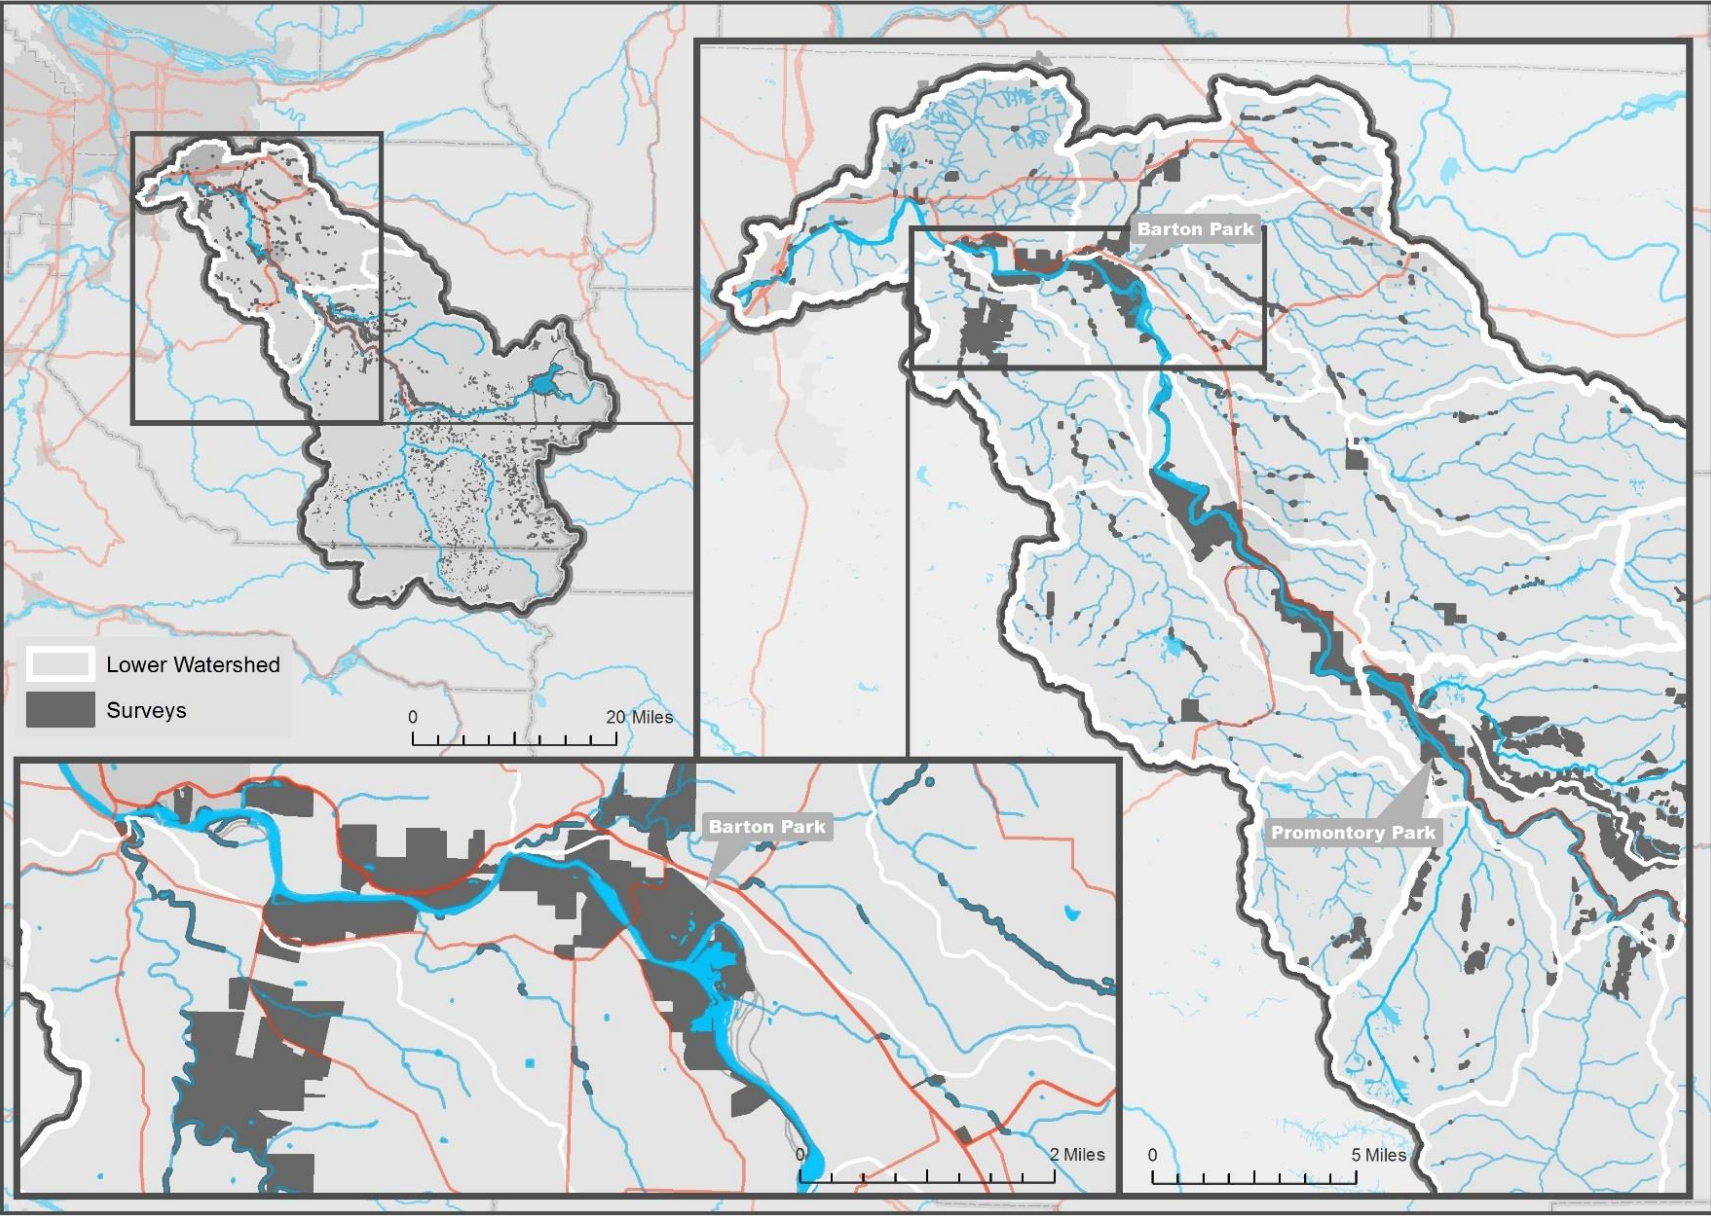 Barton Park
Lower Watershed
Surveys
0 20 Miles
Promontory Park
Barton Park
0 2 Miles
0 5 Miles